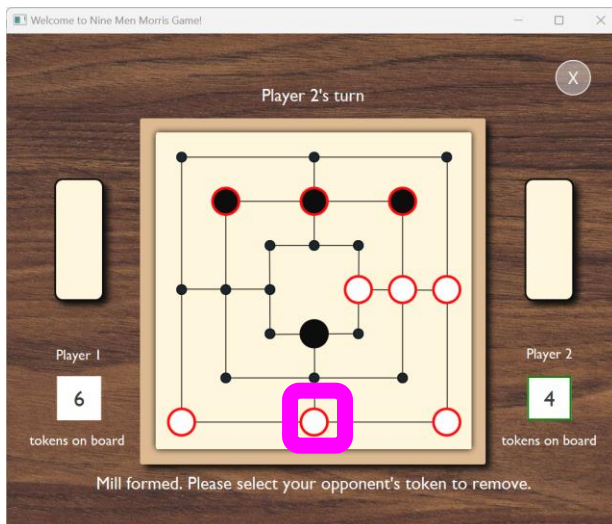 Welcome to Nine Men Morris Game!
X
Player 2's turn
Player 1
6
tokens on board
Player 2
4
tokens on board
Mill formed. Please select your opponent's token to remove.